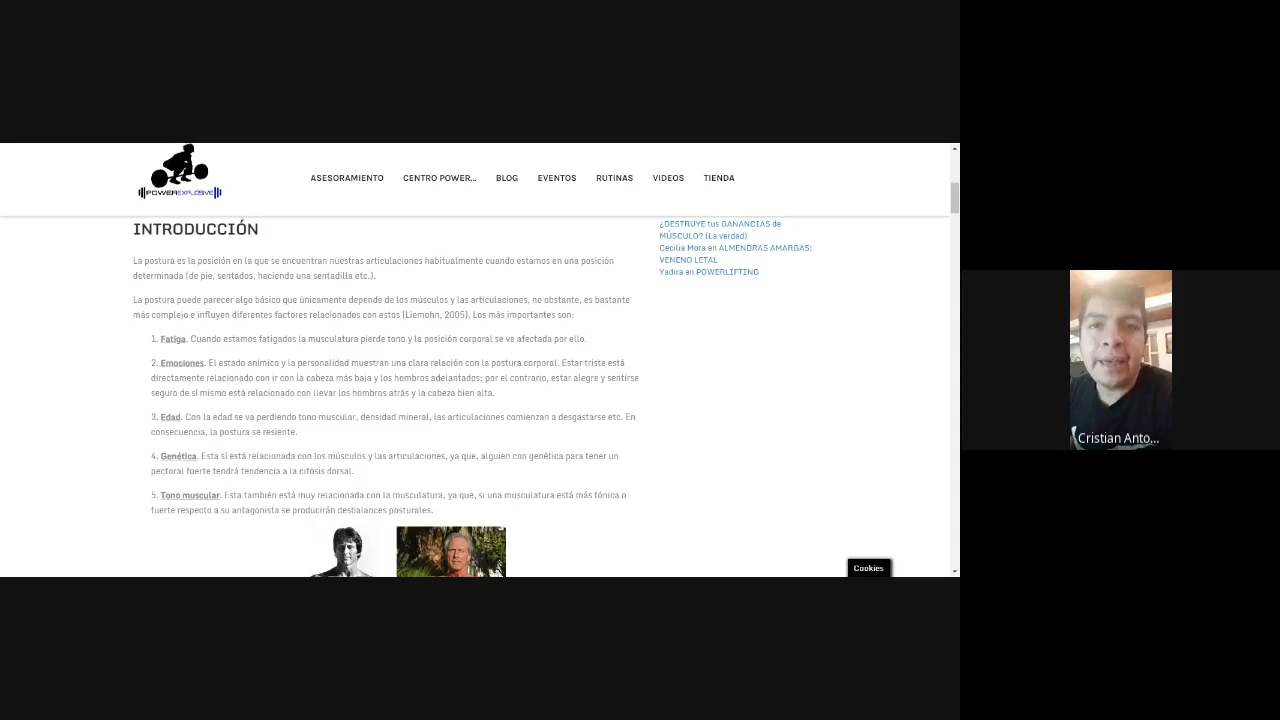 POWEREXPLOSIVE
ASESORAMIENTO
CENTRO POWER...
BLOG
EVENTOS
RUTINAS
VIDEOS
TIENDA
INTRODUCCIÓN
La postura es la posición en la que se encuentran nuestras articulaciones habitualmente cuando estamos en una posición
determinada (de pie, sentados, haciendo una sentadilla etc.).
La postura puede parecer algo básico que únicamente depende de los músculos y las articulaciones, no obstante, es bastante
más complejo e influyen diferentes factores relacionados con estos (Liemohn, 2005). Los más importantes son:
1. Fatiga. Cuando estamos fatigados la musculatura pierde tono y la posición corporal se ve afectada por ello.
2. Emociones. El estado anímico y la personalidad muestran una clara relación con la postura corporal. Estar triste está
directamente relacionado con ir con la cabeza más baja y los hombros adelantados; por el contrario, estar alegre y sentirse
seguro de sí mismo está relacionado con llevar los hombros atrás y la cabeza bien alta.
3. Edad. Con la edad se va perdiendo tono muscular, densidad mineral, las articulaciones comienzan a desgastarse etc. En
consecuencia, la postura se resiente.
4. Genética. Esta sí está relacionada con los músculos y las articulaciones, ya que, alguien con genética para tener un
pectoral fuerte tendrá tendencia a la cifosis dorsal.
5. Tono muscular. Esta también está muy relacionada con la musculatura, ya que, si una musculatura está más tónica o
fuerte respecto a su antagonista se producirán desbalances posturales.
¿DESTRUYE tus GANANCIAS de
MÚSCULO? (La verdad)
Cecilia Mora en ALMENDRAS AMARGAS:
VENENO LETAL
Yadira en POWERLIFTING
Cookies
Cristian Anto...